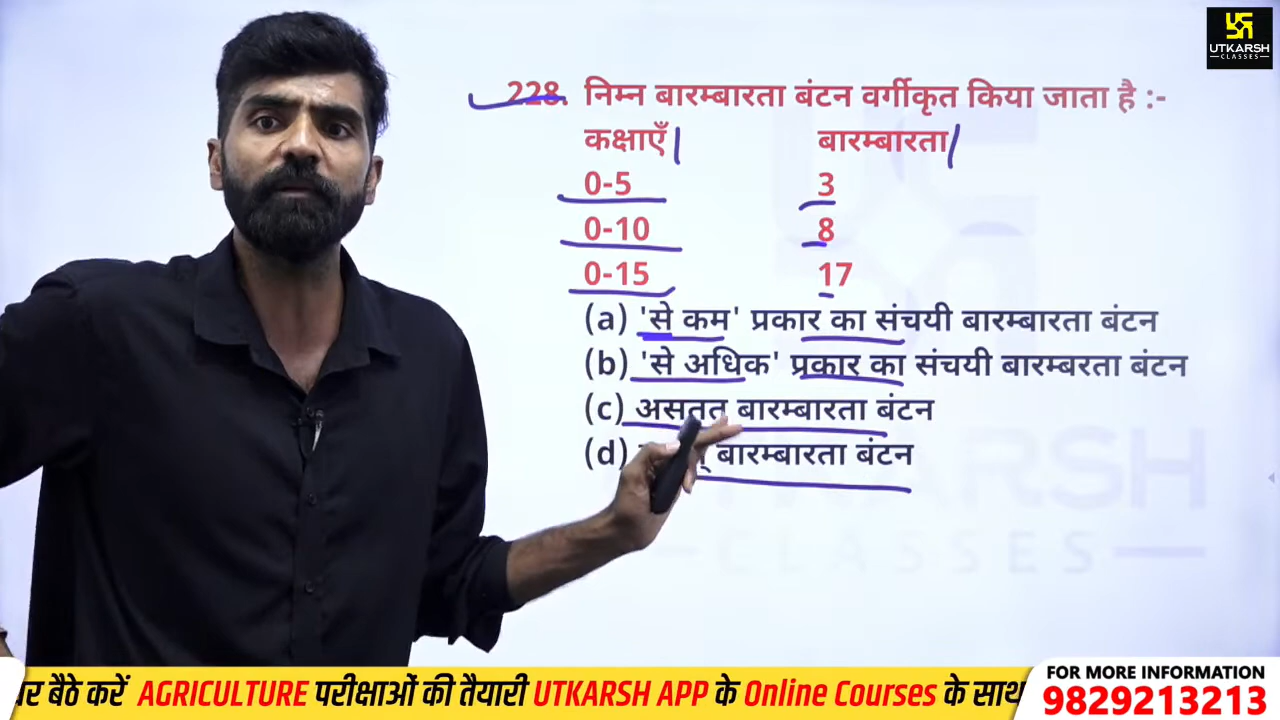 UTKARSH
CLASSES
228. निम्न बारम्बारता बंटन वर्गीकृत किया जाता है :-
कक्षाएँ बारम्बारता
0-5 3
0-10 8
0-15 17
(a) 'से कम' प्रकार का संचयी बारम्बारता बंटन
(b) 'से अधिक' प्रकार का संचयी बारम्बरता बंटन
(c) असतत् बारम्बारता बंटन
(d) बारम्बारता बंटन
CLASSES
बैठे करें AGRICULTURE परीक्षाओं की तैयारी UTKARSH APP के Online Courses के साथ
FOR MORE INFORMATION
9829213213